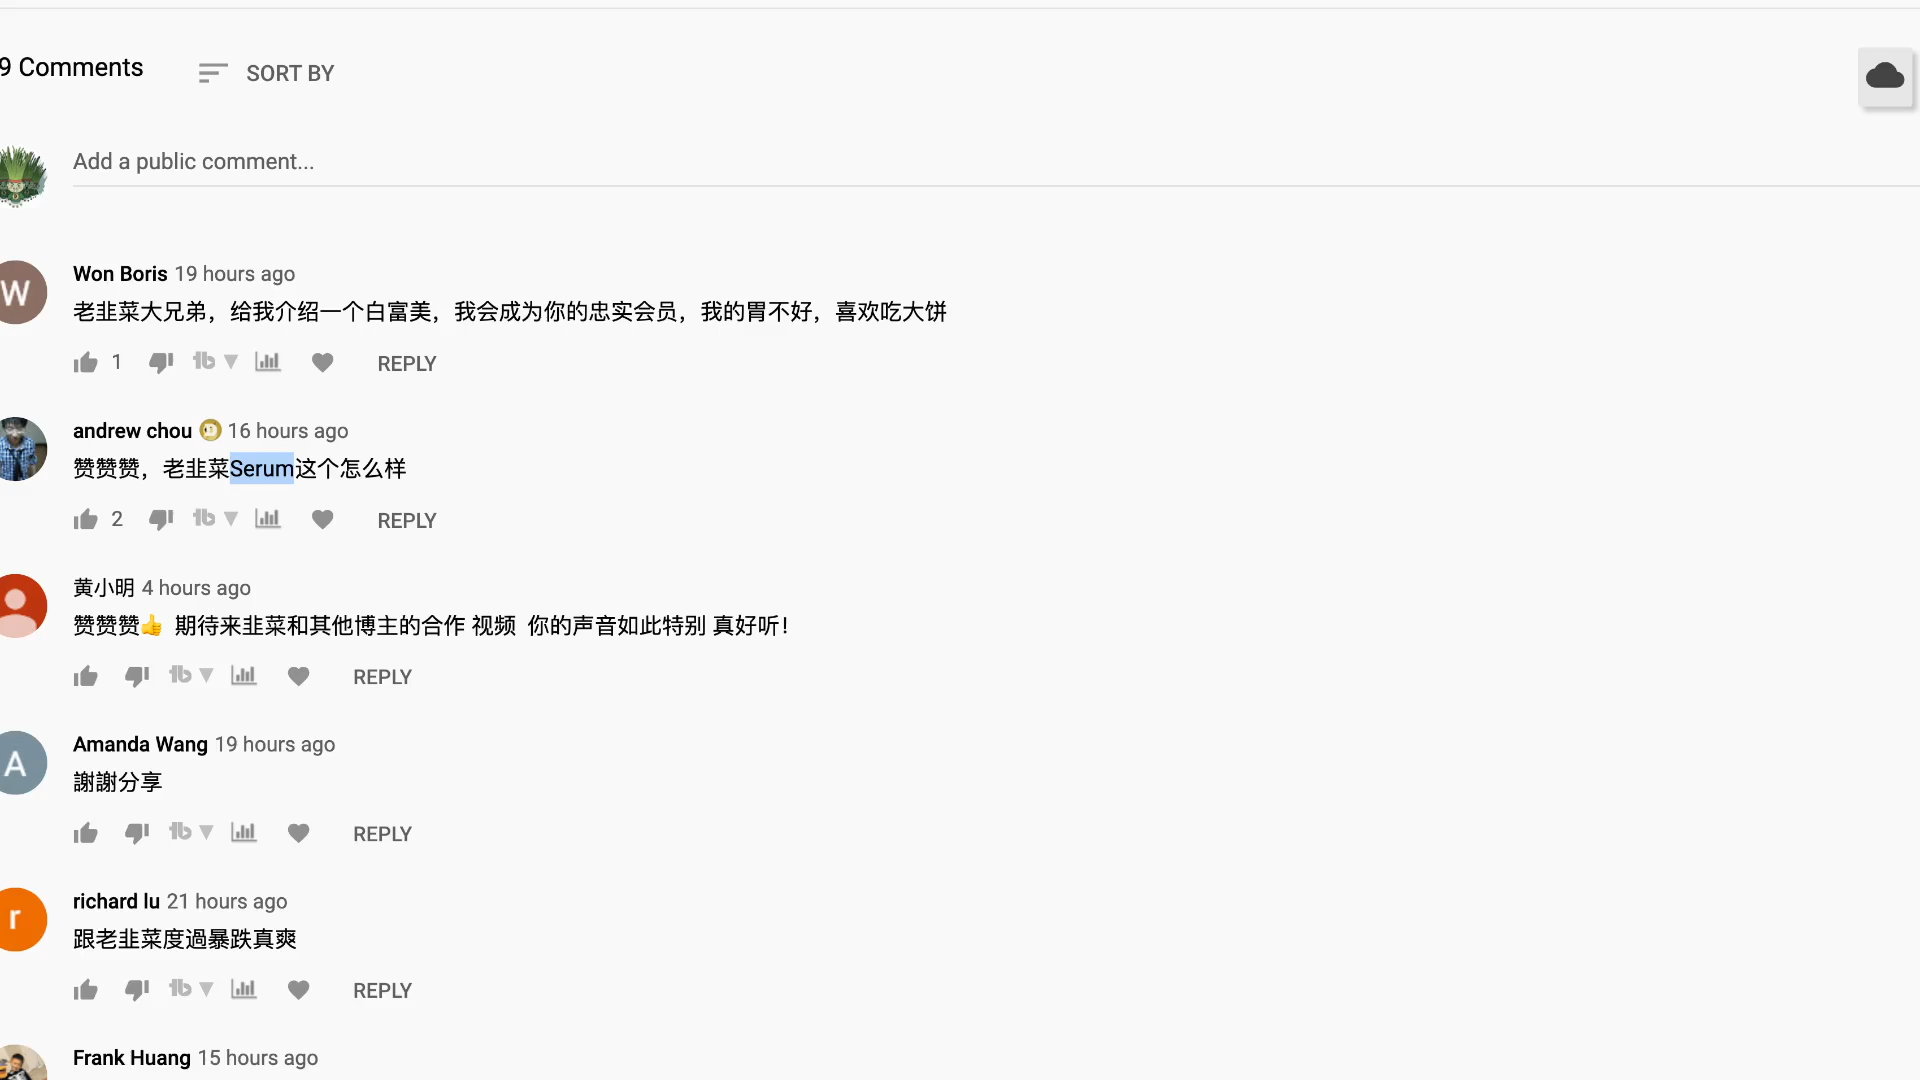 9 Comments
SORT BY
Add a public comment...
W
Won Boris 19 hours ago
老韭菜大兄弟，给我介绍一个白富美，我会成为你的忠实会员，我的胃不好，喜欢吃大饼
1 REPLY
andrew chou 16 hours ago
赞赞赞，老韭菜Serum这个怎么样
2 REPLY
黄小明 4 hours ago
赞赞赞👍 期待来韭菜和其他博主的合作 视频 你的声音如此特别 真好听！
REPLY
A
Amanda Wang 19 hours ago
謝謝分享
REPLY
r
richard lu 21 hours ago
跟老韭菜度過暴跌真爽
REPLY
Frank Huang 15 hours ago